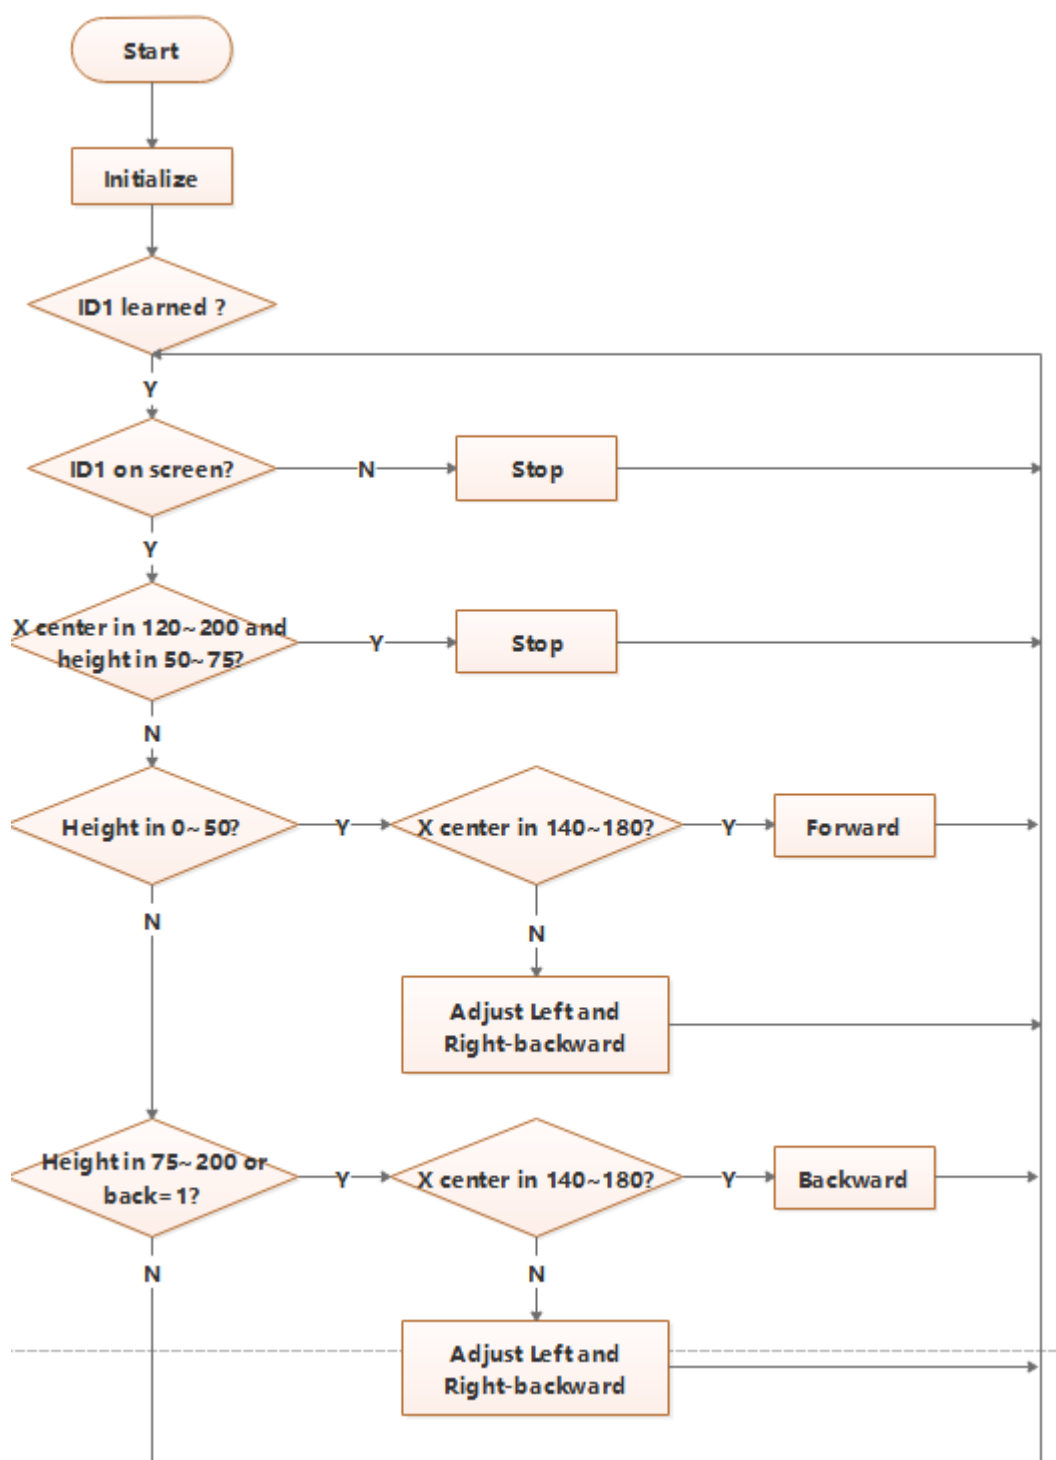 Start
Initialize
ID1 learned ?
Y
ID1 on screen?
N
Stop
Y
X center in 120~200 and
height in 50~75?
Y
Stop
N
Height in 0~50?
Y
X center in 140~180?
Y
Forward
N
N
Adjust Left and
Right-backward
Height in 75~200 or
back=1?
Y
X center in 140~180?
Y
Backward
N
N
Adjust Left and
Right-backward